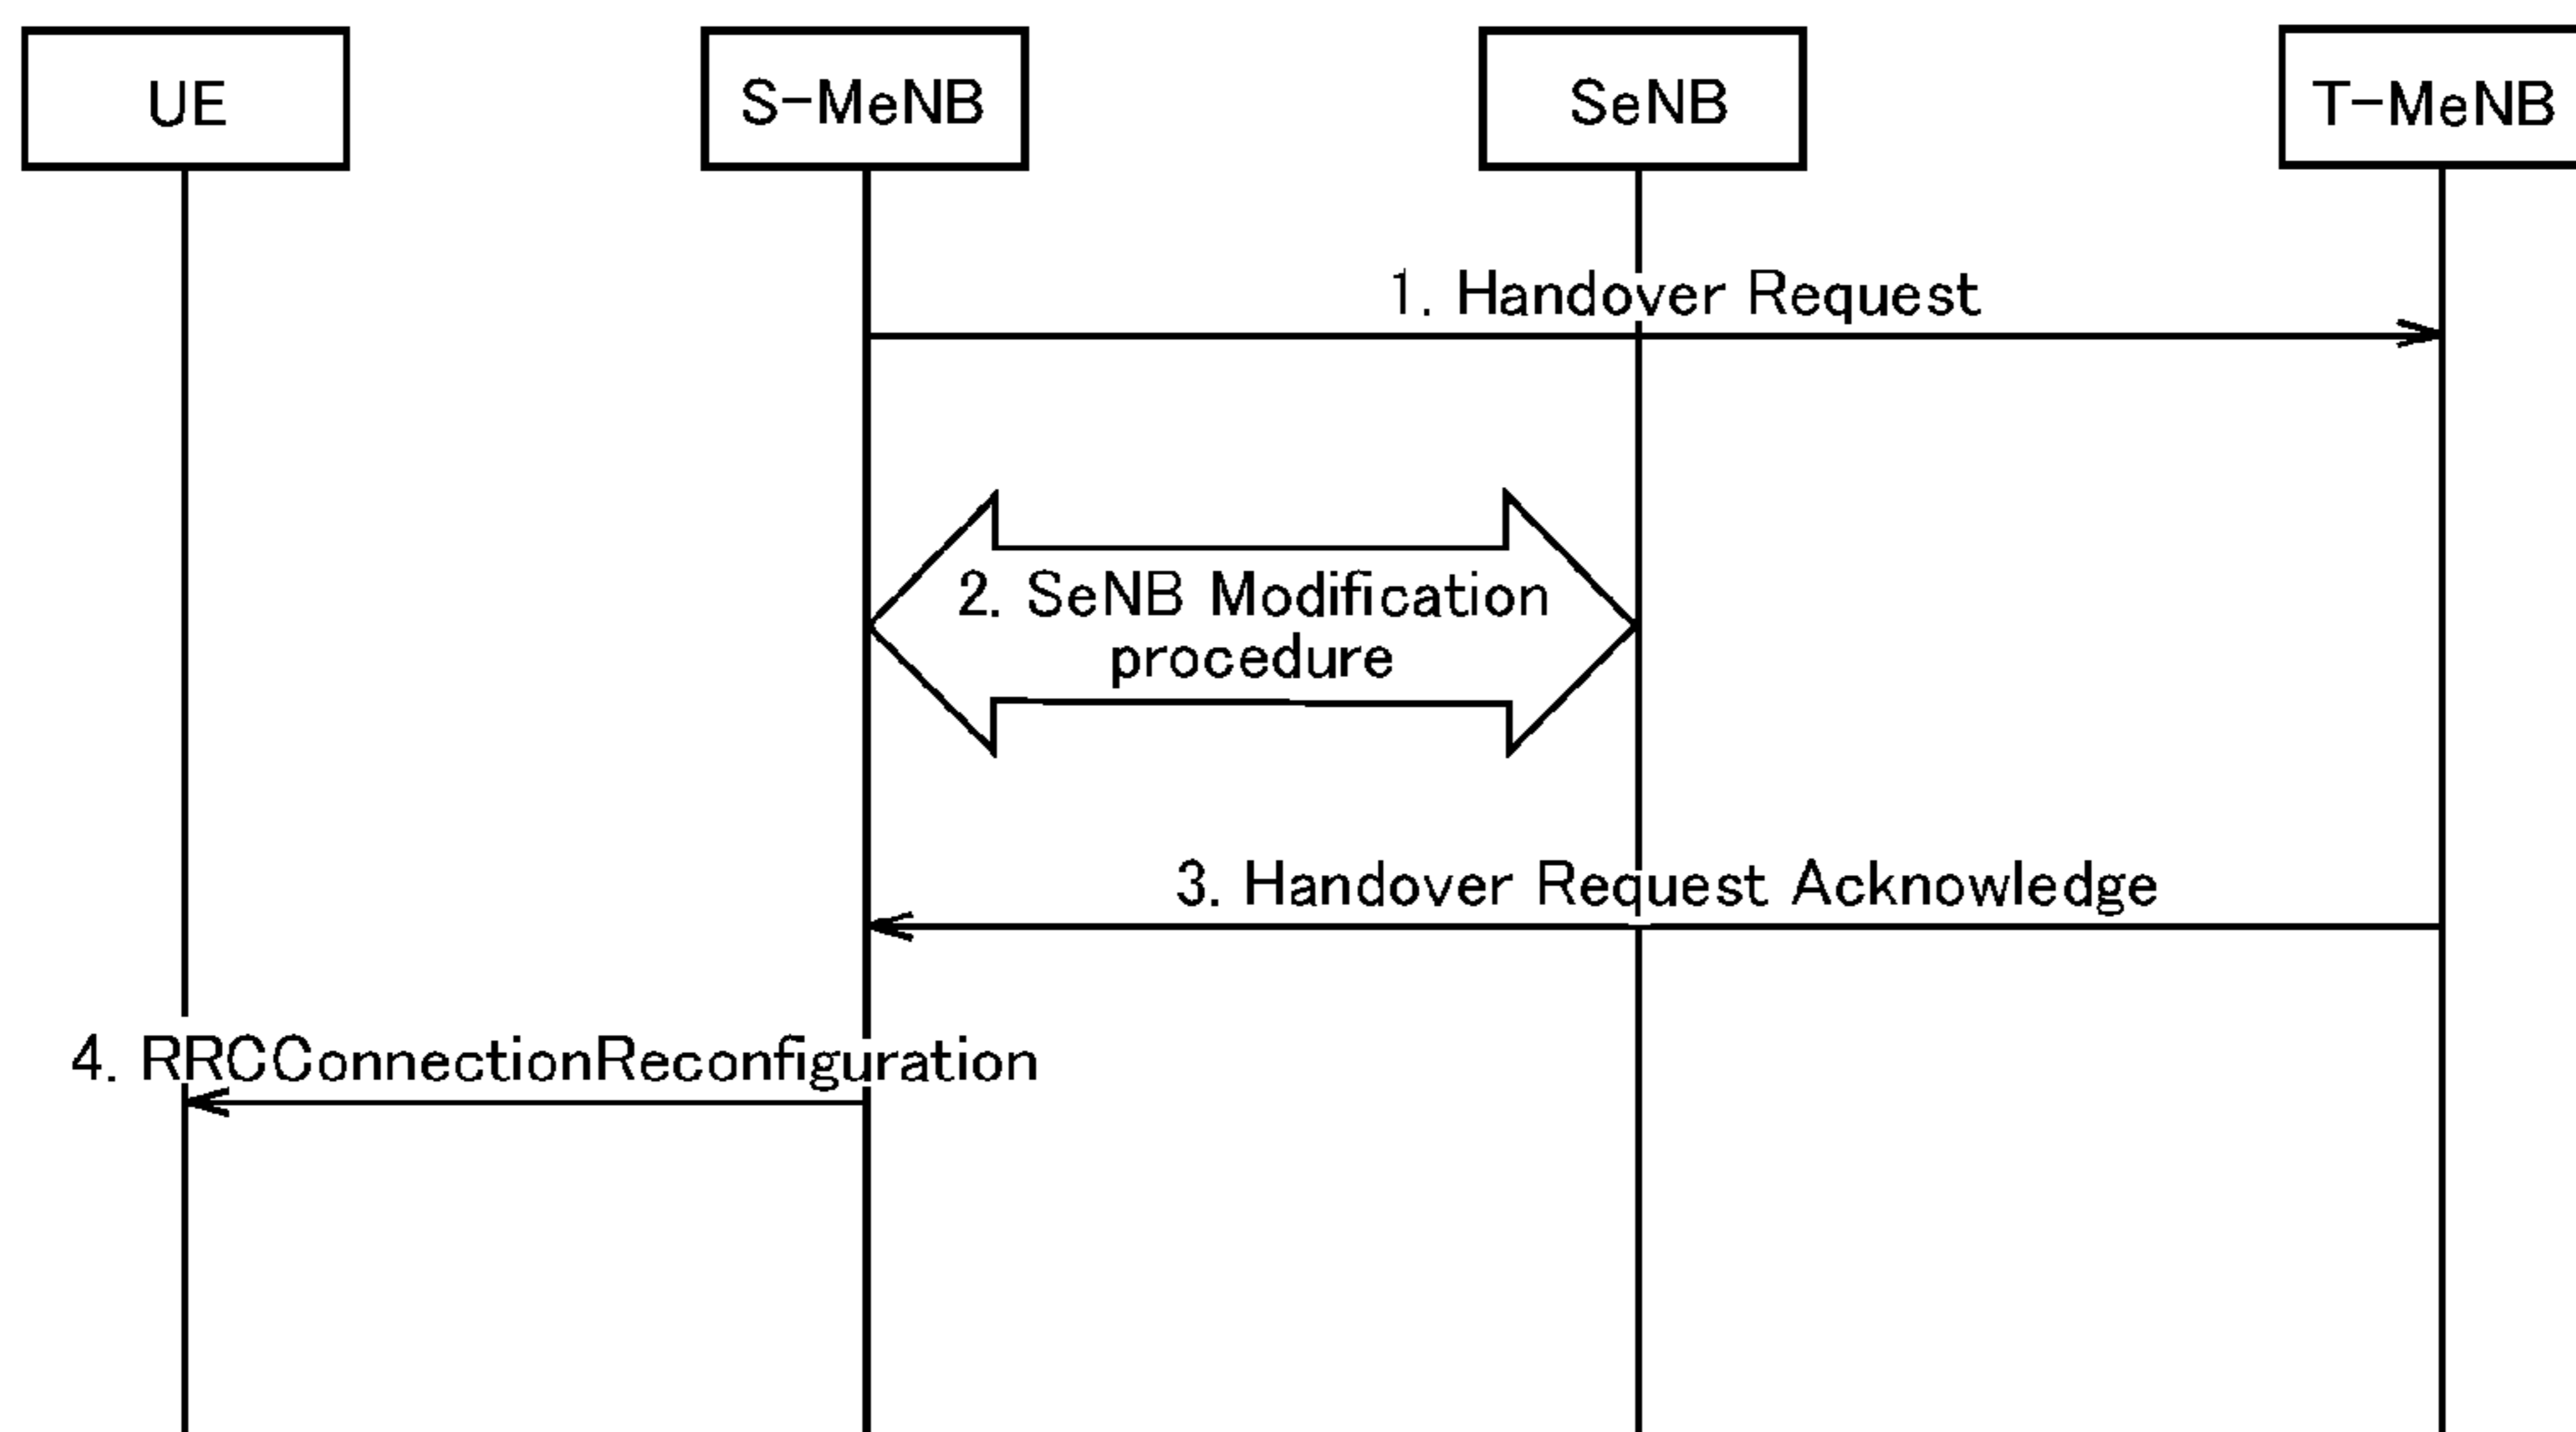 UE
S-MeNB
SeNB
T-MeNB
1. Handover Request
2. SeNB Modification
procedure
3. Handover Request Acknowledge
4. RRCConnectionReconfiguration